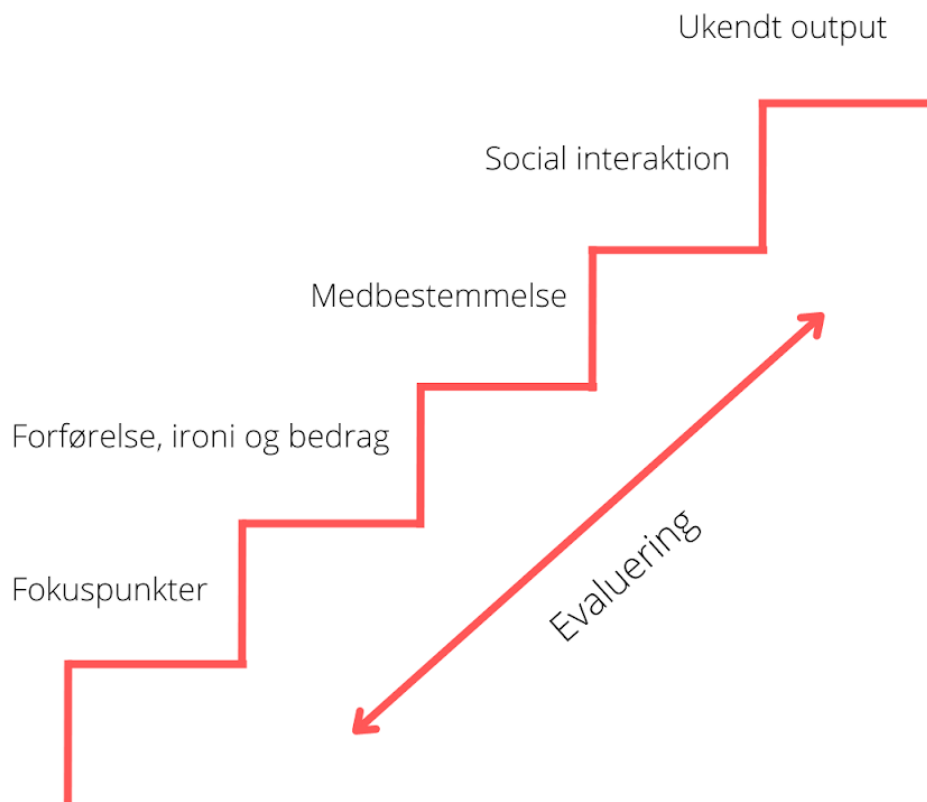 Ukendt output
Social interaktion
Medbestemmelse
Forførelse, ironi og bedrag
Fokuspunkter
Evaluering